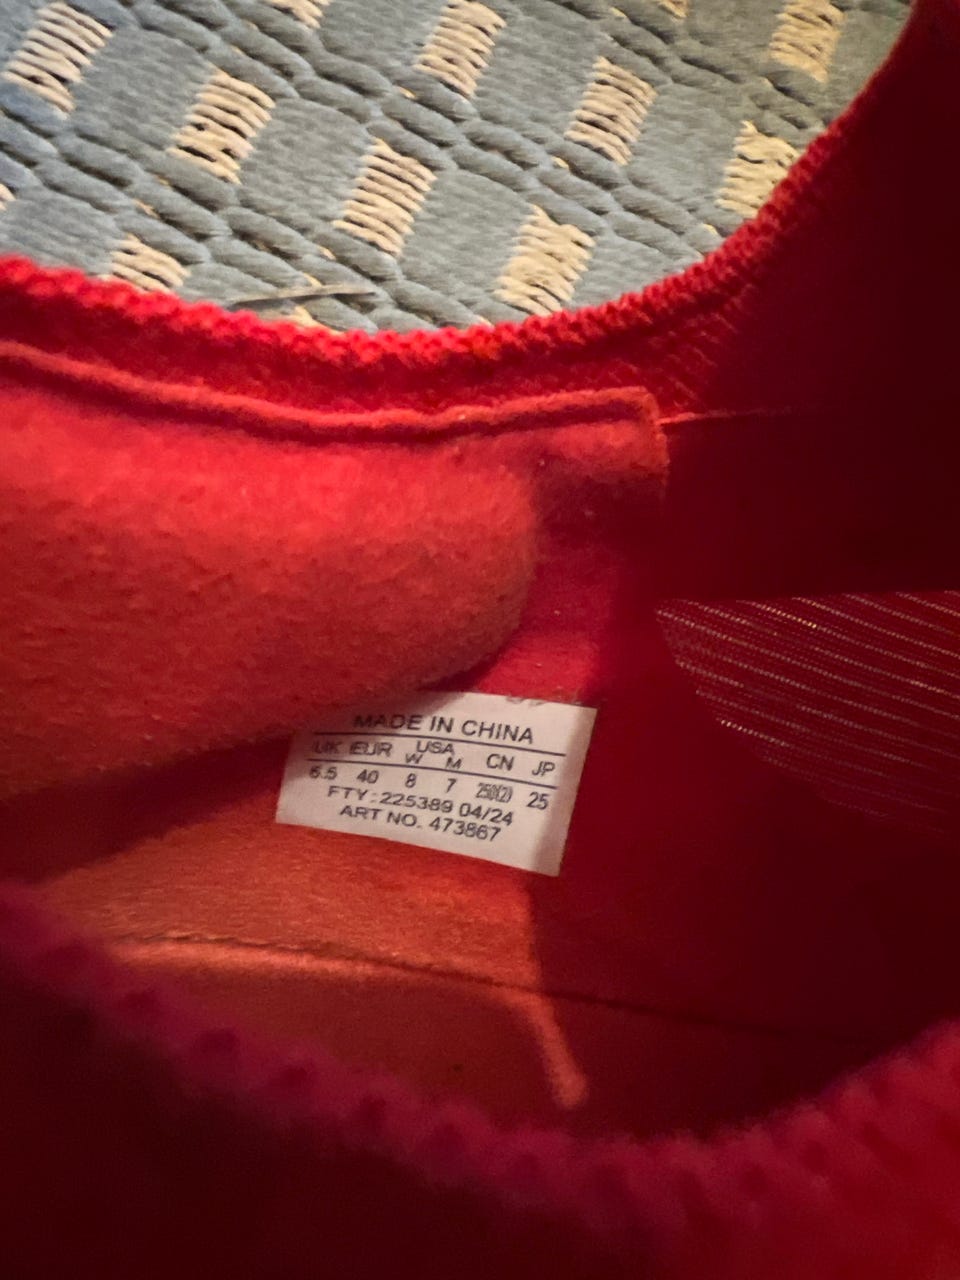 MADE IN CHINA
UK EUR USA CN JP
W M
6.5 40 8 7 250(2) 25
FTY: 225389 04/24
ART NO. 473867